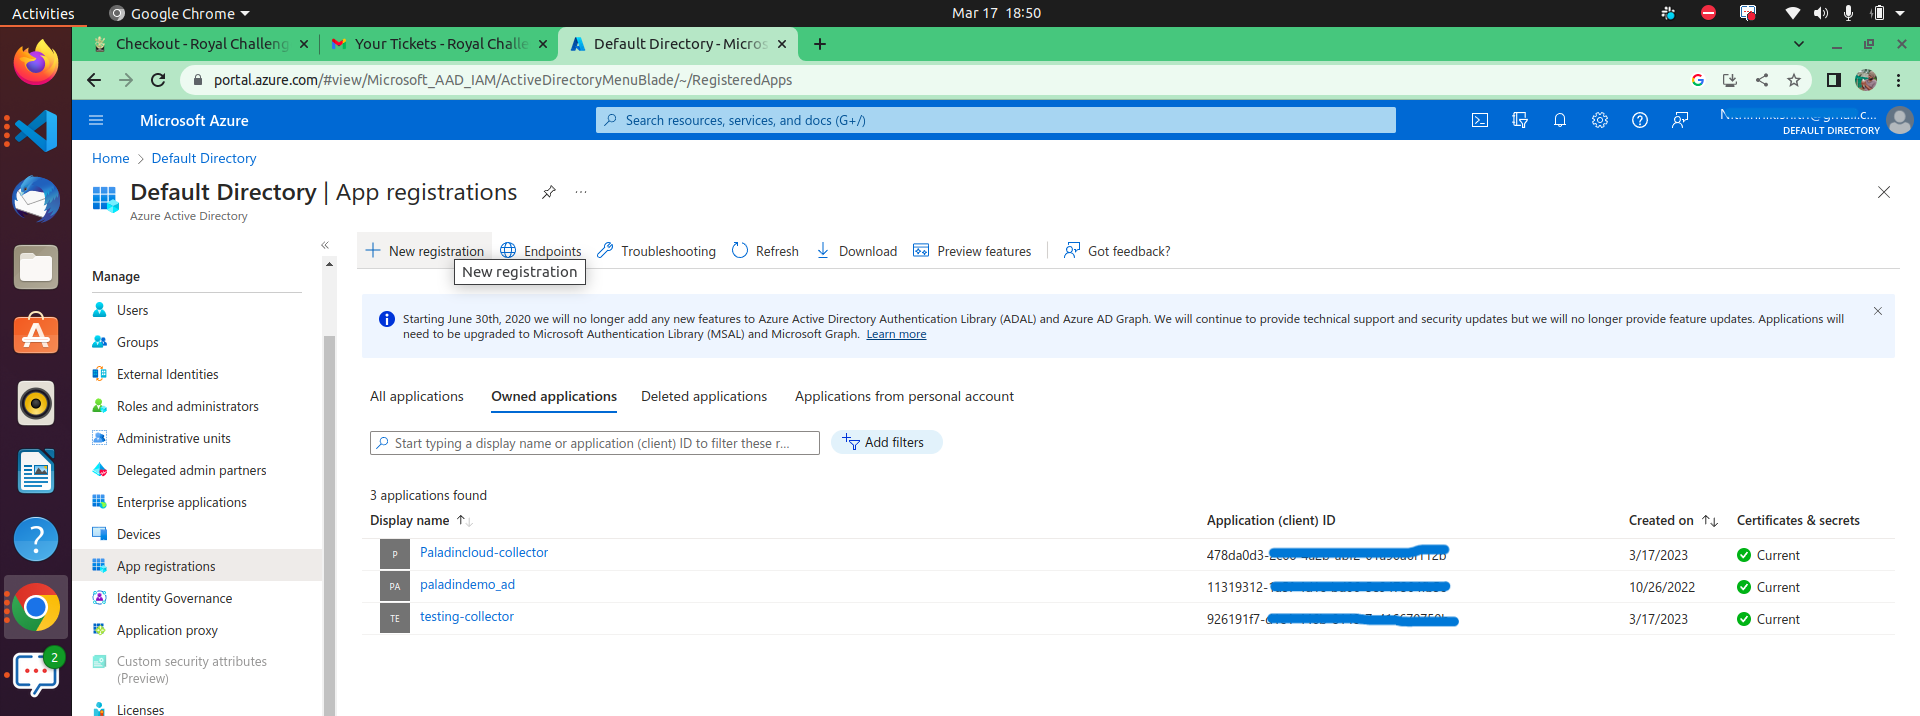 Activities Google Chrome Mar 17 18:50
Checkout - Royal Challeng Your Tickets - Royal Challe Default Directory - Micros
portal.azure.com/#view/Microsoft_AAD_IAM/ActiveDirectoryMenuBlade/~/RegisteredApps
Microsoft Azure Search resources, services, and docs (G+/)
DEFAULT DIRECTORY
Home > Default Directory
Default Directory | App registrations
Azure Active Directory
New registration Endpoints Troubleshooting Refresh Download Preview features Got feedback?
New registration
Manage
Users
Groups
External Identities
Roles and administrators
Administrative units
Delegated admin partners
Enterprise applications
Devices
App registrations
Identity Governance
Application proxy
Custom security attributes
(Preview)
Licenses
Starting June 30th, 2020 we will no longer add any new features to Azure Active Directory Authentication Library (ADAL) and Azure AD Graph. We will continue to provide technical support and security updates but we will no longer provide feature updates. Applications will
need to be upgraded to Microsoft Authentication Library (MSAL) and Microsoft Graph. Learn more
All applications Owned applications Deleted applications Applications from personal account
Start typing a display name or application (client) ID to filter these r... Add filters
3 applications found
Display name Application (client) ID Created on Certificates & secrets
P Paladincloud-collector 478da0d3- 3/17/2023 Current
PA paladindemo_ad 11319312- 10/26/2022 Current
TE testing-collector 926191f7- 3/17/2023 Current
2